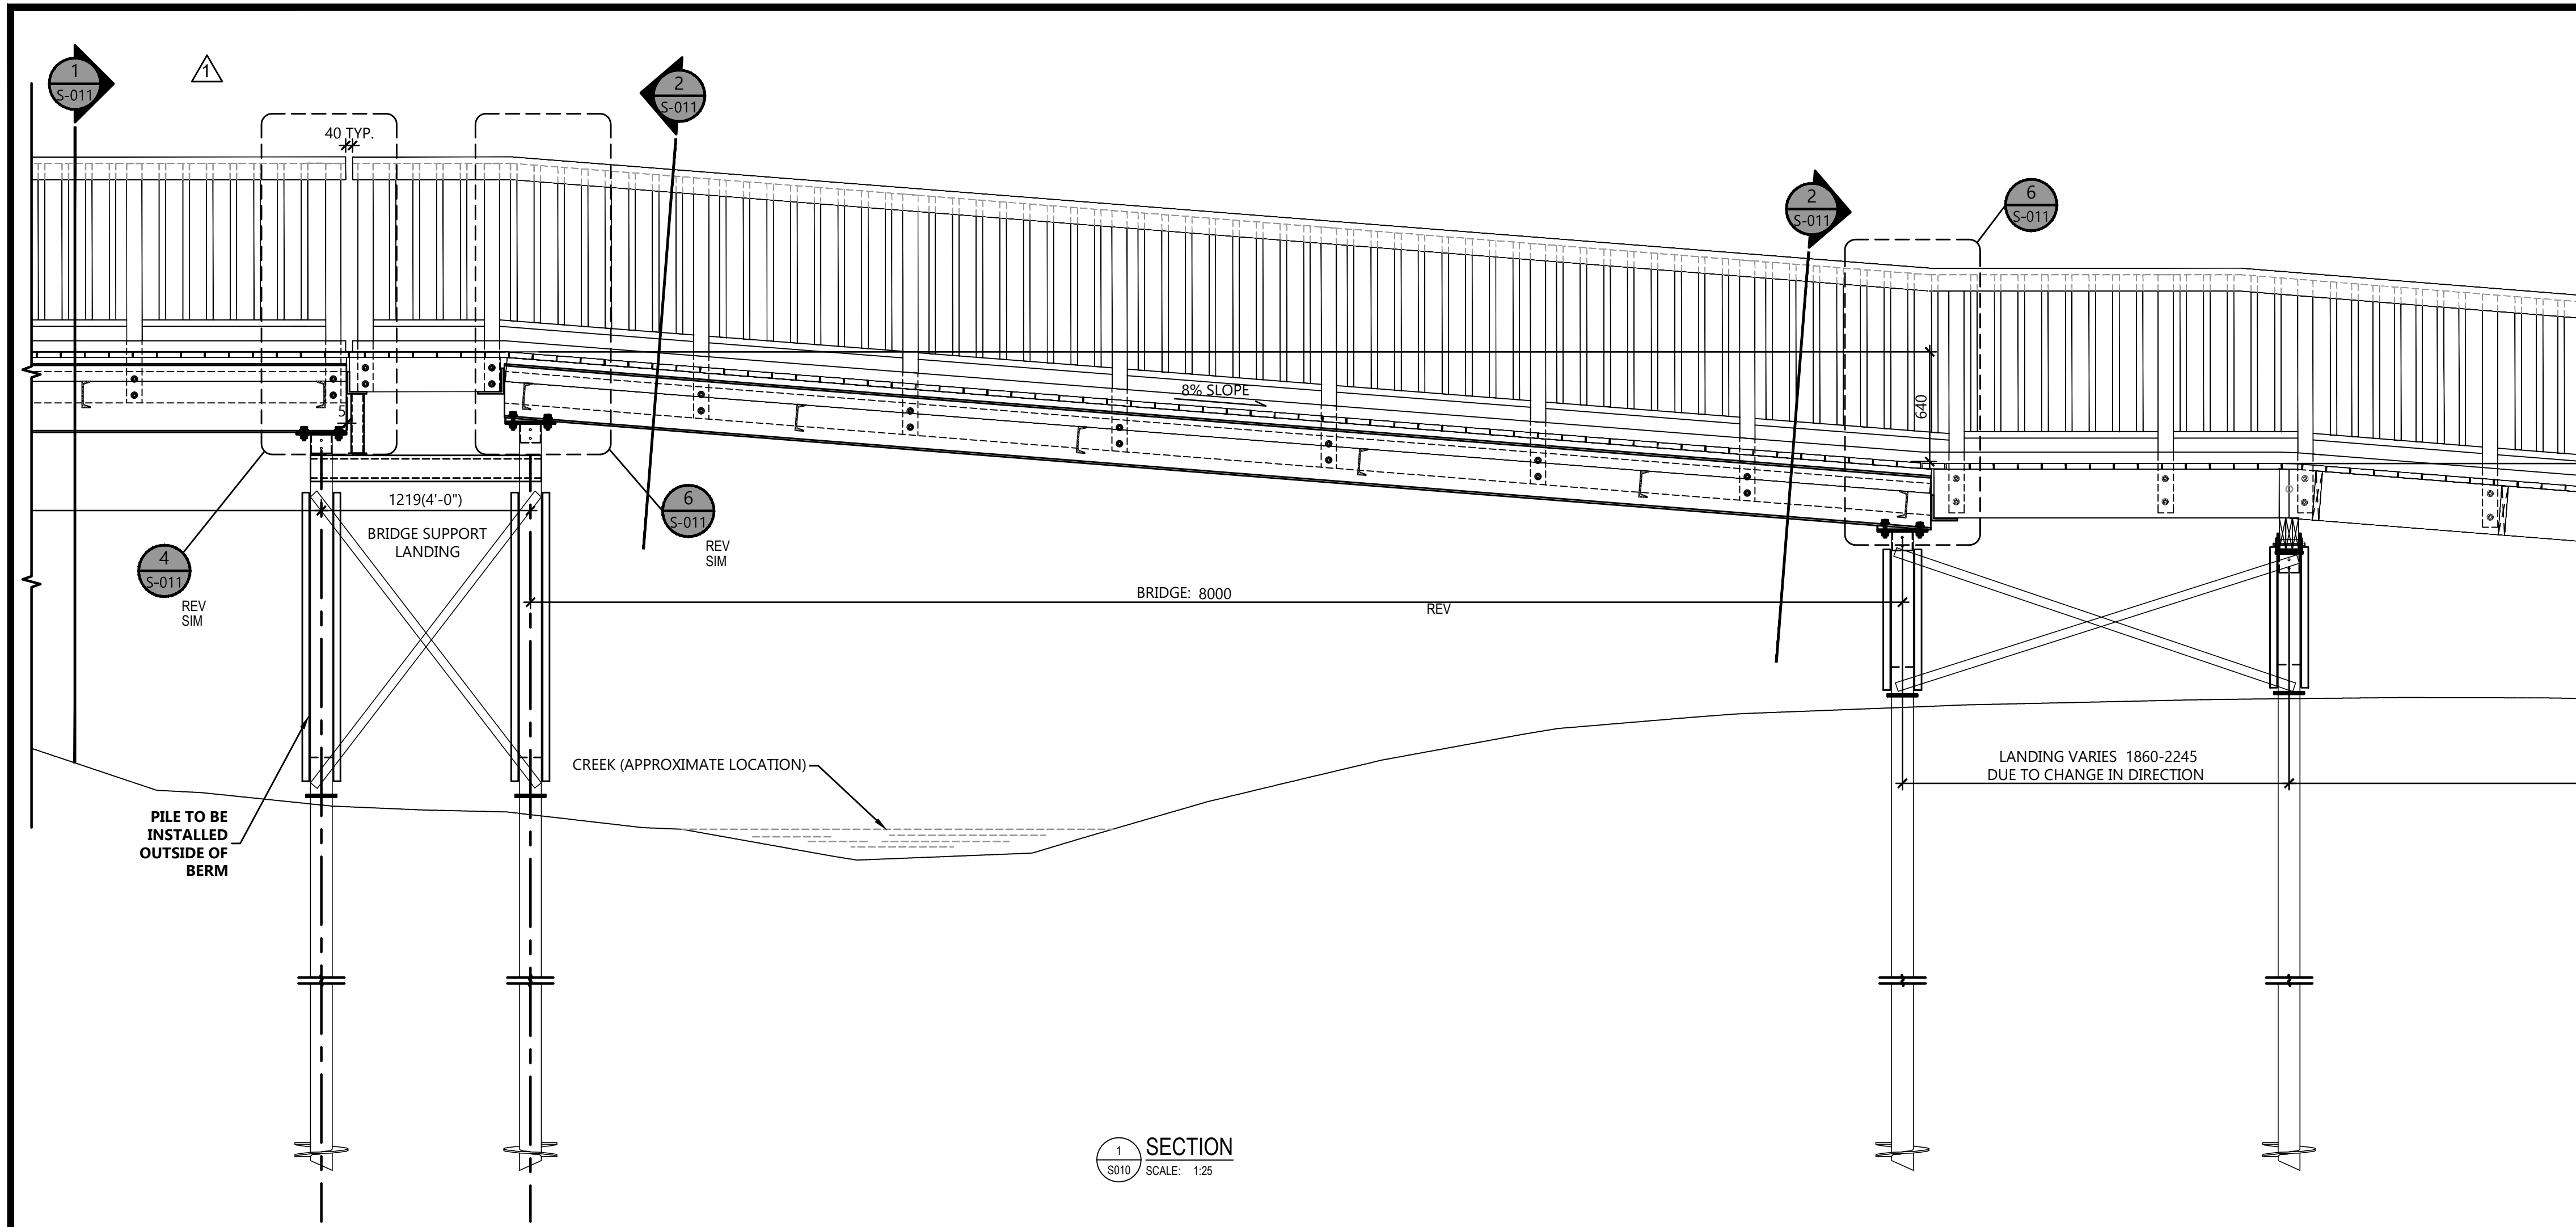 1
S-011
1
2
S-011
40 TYP.
2
S-011
6
S-011
8% SLOPE
640
5
1219(4'-0")
BRIDGE SUPPORT
LANDING
6
S-011
REV
SIM
4
S-011
REV
SIM
BRIDGE: 8000
REV
CREEK (APPROXIMATE LOCATION)
LANDING VARIES 1860-2245
DUE TO CHANGE IN DIRECTION
PILE TO BE
INSTALLED
OUTSIDE OF
BERM
1
S010
SECTION
SCALE: 1:25